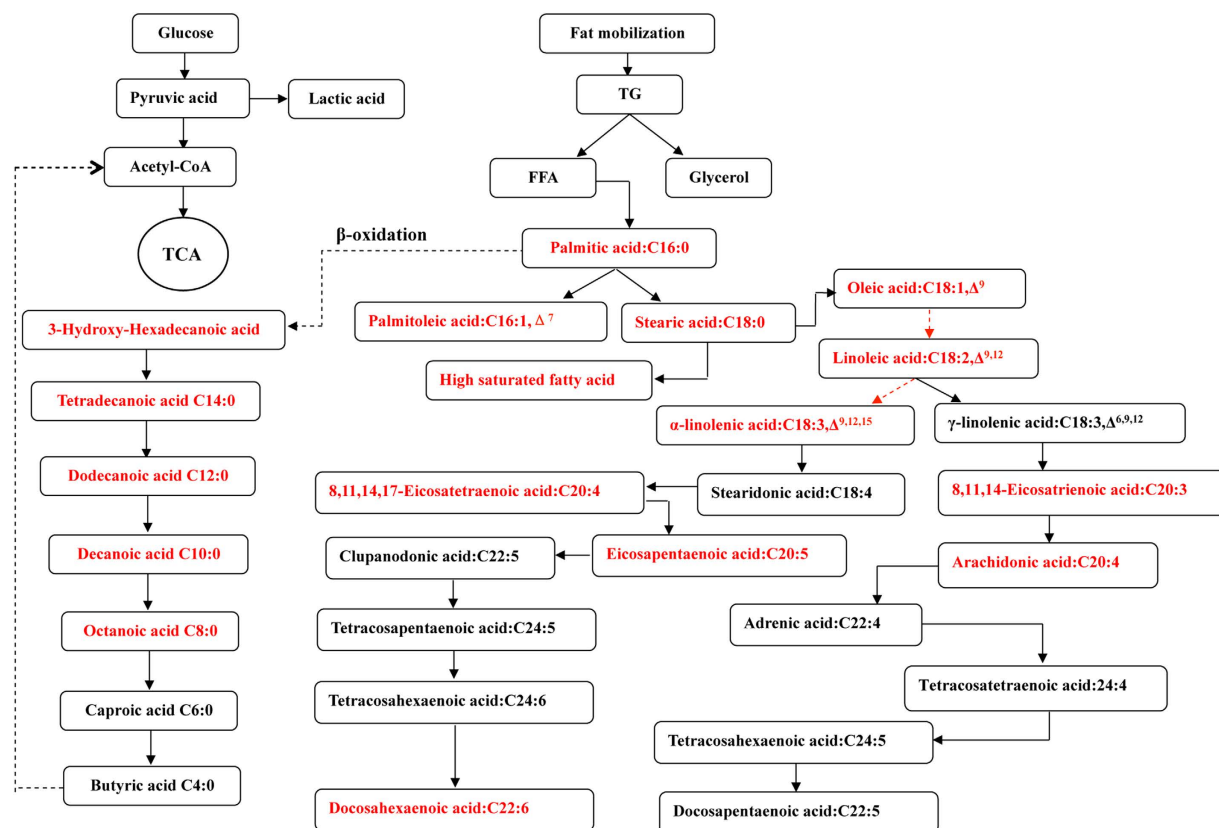 Glucose
Fat mobilization
Pyruvic acid
Lactic acid
TG
Acetyl-CoA
FFA
Glycerol
TCA
β-oxidation
Palmitic acid:C16:0
Oleic acid:C18:1,Δ⁹
3-Hydroxy-Hexadecanoic acid
Palmitoleic acid:C16:1, Δ ⁷
Stearic acid:C18:0
Linoleic acid:C18:2,Δ⁹,¹²
High saturated fatty acid
Tetradecanoic acid C14:0
α-linolenic acid:C18:3,Δ⁹,¹²,¹⁵
γ-linolenic acid:C18:3,Δ⁶,⁹,¹²
Dodecanoic acid C12:0
8,11,14,17-Eicosatetraenoic acid:C20:4
Stearidonic acid:C18:4
8,11,14-Eicosatrienoic acid:C20:3
Decanoic acid C10:0
Clupanodonic acid:C22:5
Eicosapentaenoic acid:C20:5
Arachidonic acid:C20:4
Octanoic acid C8:0
Tetracosapentaenoic acid:C24:5
Adrenic acid:C22:4
Caproic acid C6:0
Tetracosahexaenoic acid:C24:6
Tetracosatetraenoic acid:24:4
Tetracosahexaenoic acid:C24:5
Butyric acid C4:0
Docosahexaenoic acid:C22:6
Docosapentaenoic acid:C22:5